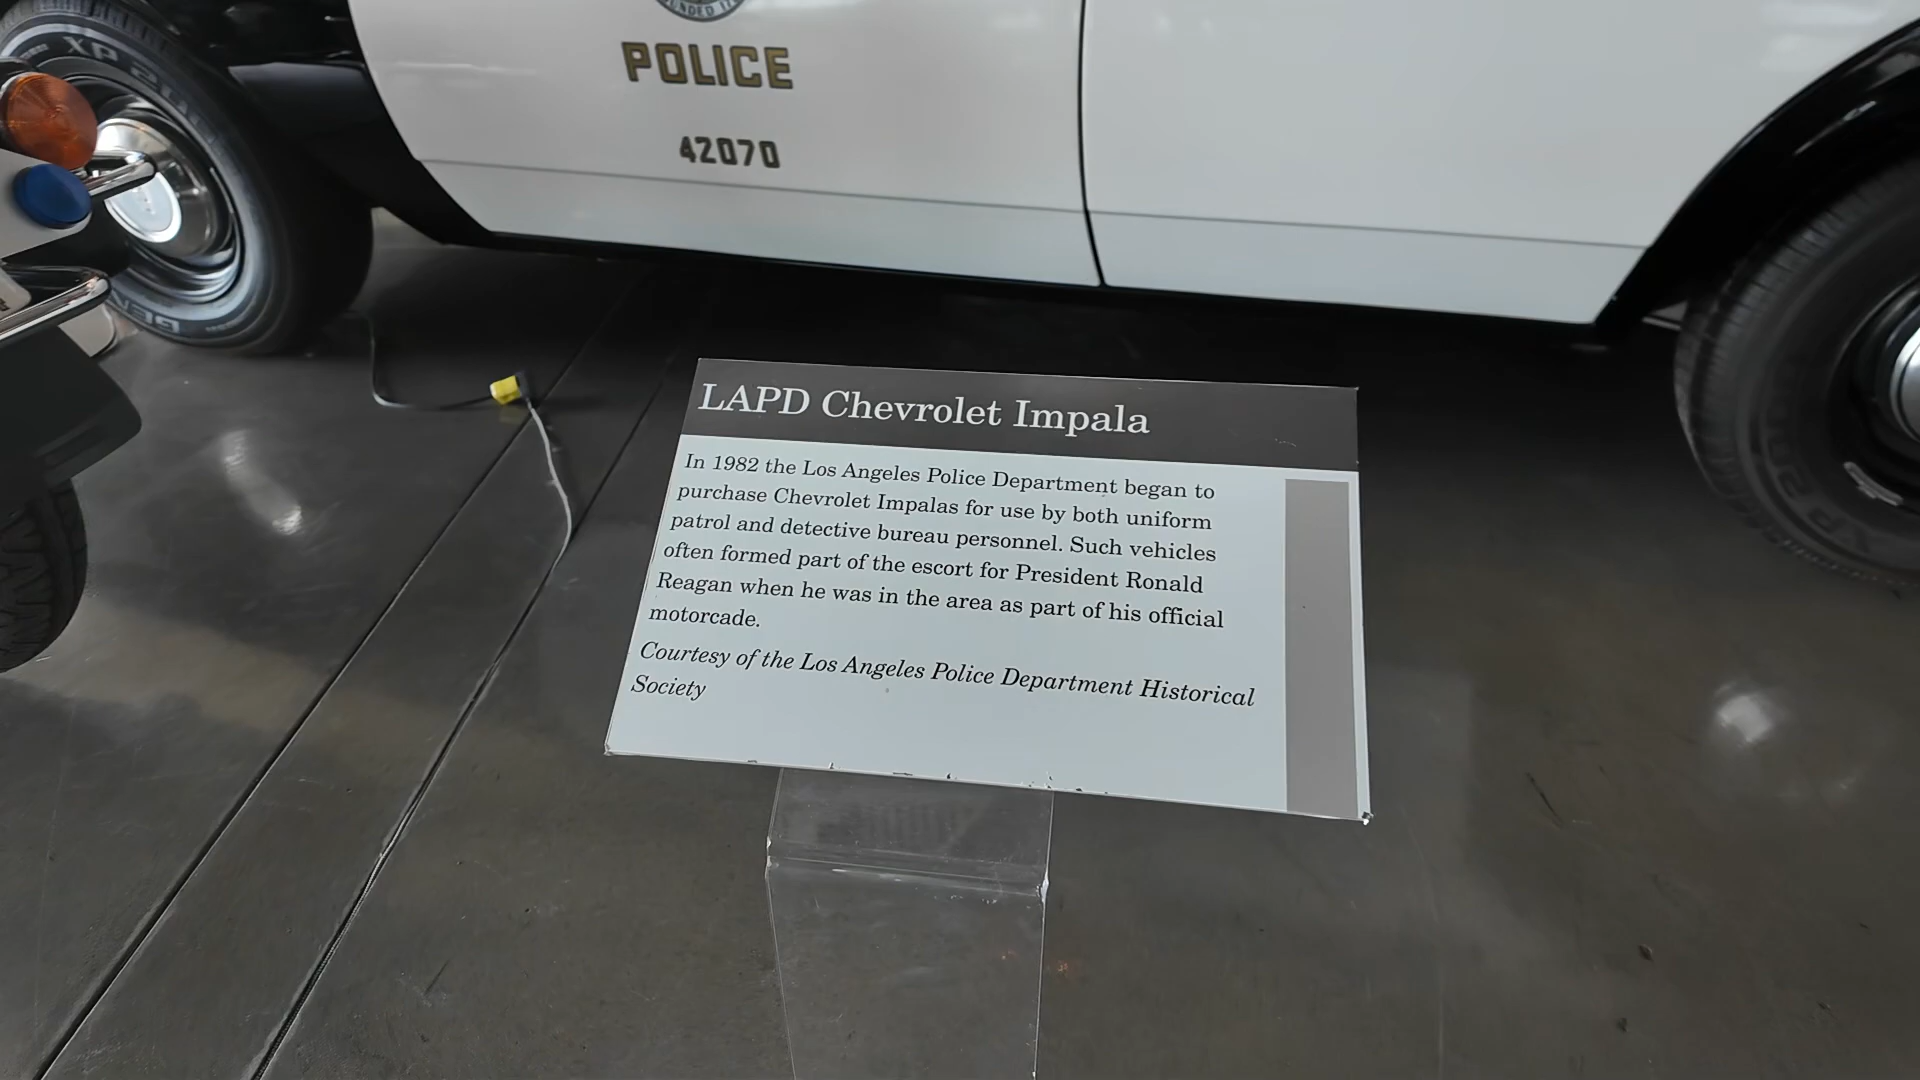 POLICE
42070
XP 20
LAPD Chevrolet Impala
In 1982 the Los Angeles Police Department began to
purchase Chevrolet Impalas for use by both uniform
patrol and detective bureau personnel. Such vehicles
often formed part of the escort for President Ronald
Reagan when he was in the area as part of his official
motorcade.
Courtesy of the Los Angeles Police Department Historical
Society